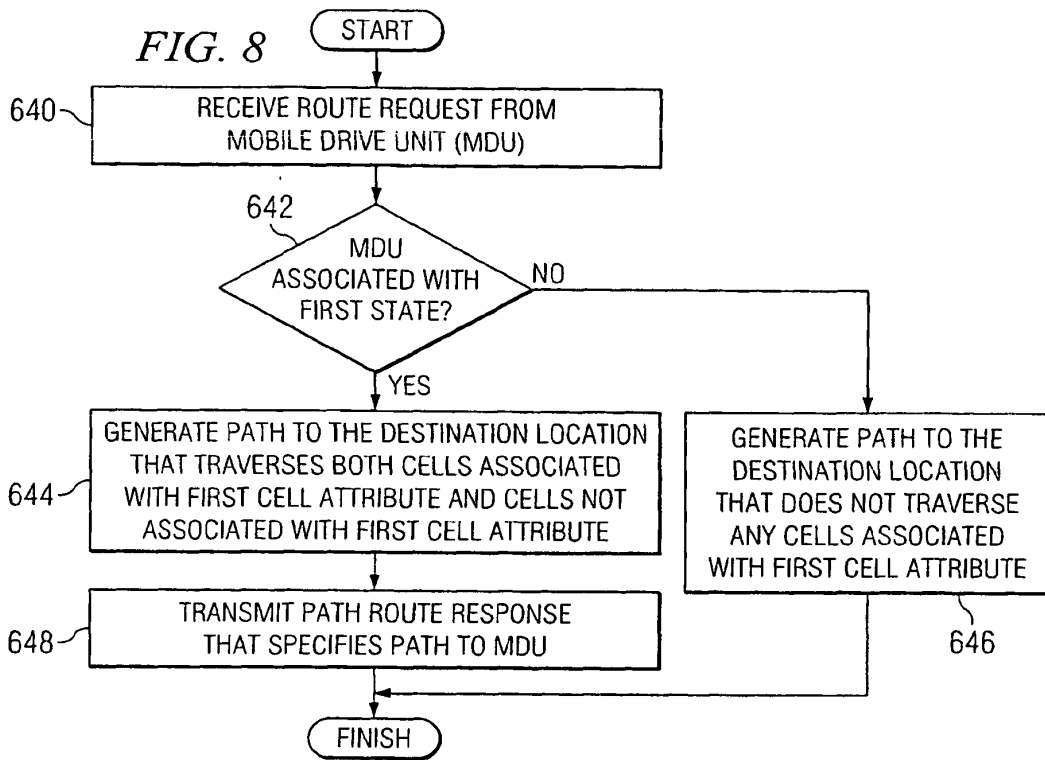 FIG. 8
START
640
RECEIVE ROUTE REQUEST FROM
MOBILE DRIVE UNIT (MDU)
642
MDU
ASSOCIATED WITH
FIRST STATE?
NO
YES
644
GENERATE PATH TO THE DESTINATION LOCATION
THAT TRAVERSES BOTH CELLS ASSOCIATED
WITH FIRST CELL ATTRIBUTE AND CELLS NOT
ASSOCIATED WITH FIRST CELL ATTRIBUTE
GENERATE PATH TO THE
DESTINATION LOCATION
THAT DOES NOT TRAVERSE
ANY CELLS ASSOCIATED
WITH FIRST CELL ATTRIBUTE
646
648
TRANSMIT PATH ROUTE RESPONSE
THAT SPECIFIES PATH TO MDU
FINISH